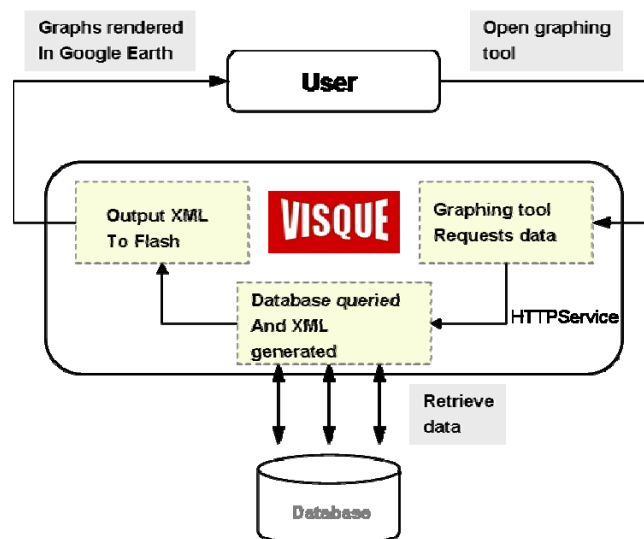 Graphs rendered
In Google Earth
Open graphing
tool
User
Output XML
To Flash
VISQUE
Graphing tool
Requests data
HTTPService
Database queried
And XML
generated
Retrieve
data
Database